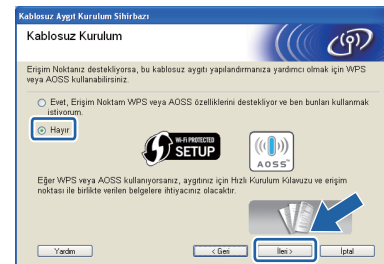 Kablosuz Aygıt Kurulum Sihirbazı
Kablosuz Kurulum
Erişim Noktanız destekliyorsa, bu kablosuz aygıtı yapılandırmanıza yardımcı olmak için WPS
veya AOSS kullanabilirsiniz.
Evet, Erişim Noktam WPS veya AOSS özelliklerini destekliyor ve ben bunları kullanmak
istiyorum.
Hayır
WI-FI PROTECTED
SETUP
AOSS
Eğer WPS veya AOSS kullanıyorsanız, aygıtınız için Hızlı Kurulum Kılavuzu ve erişim
noktası ile birlikte verilen belgelere ihtiyacınız olacaktır.
Yardım
< Geri
İleri >
İptal